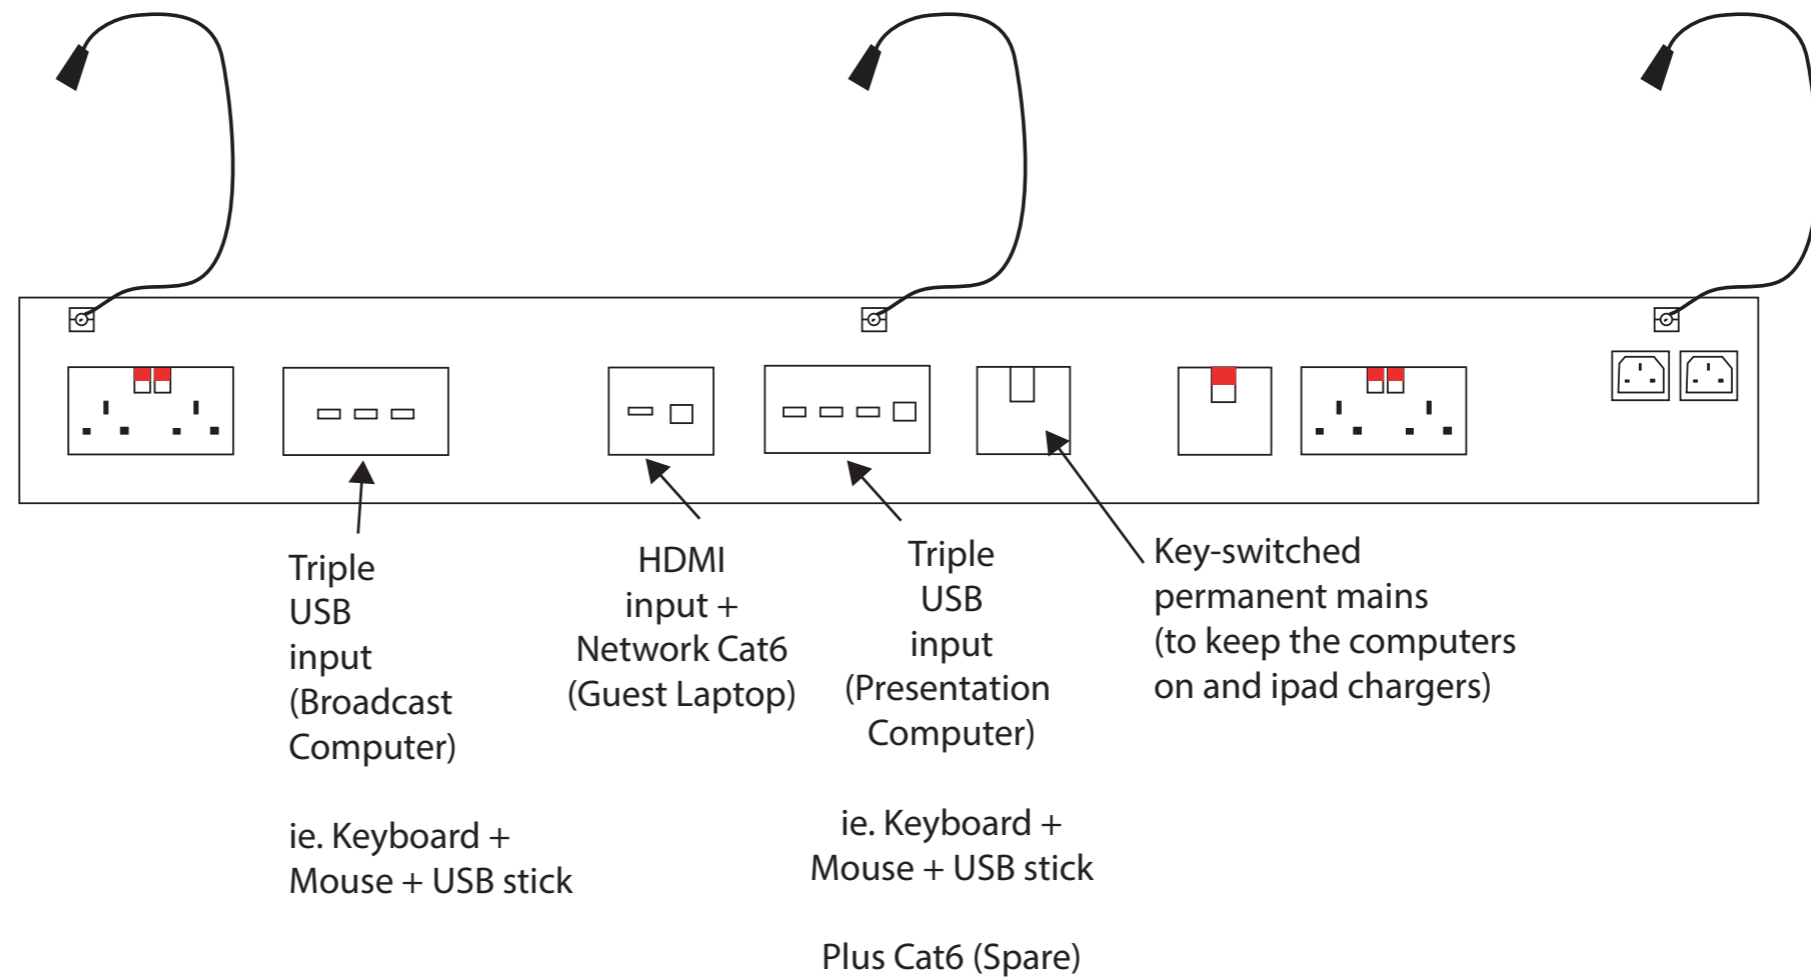 Triple
USB
input
(Broadcast
Computer)
ie. Keyboard +
Mouse + USB stick
HDMI
input +
Network Cat6
(Guest Laptop)
Triple
USB
input
(Presentation
Computer)
ie. Keyboard +
Mouse + USB stick
Plus Cat6 (Spare)
Key-switched
permanent mains
(to keep the computers
on and ipad chargers)